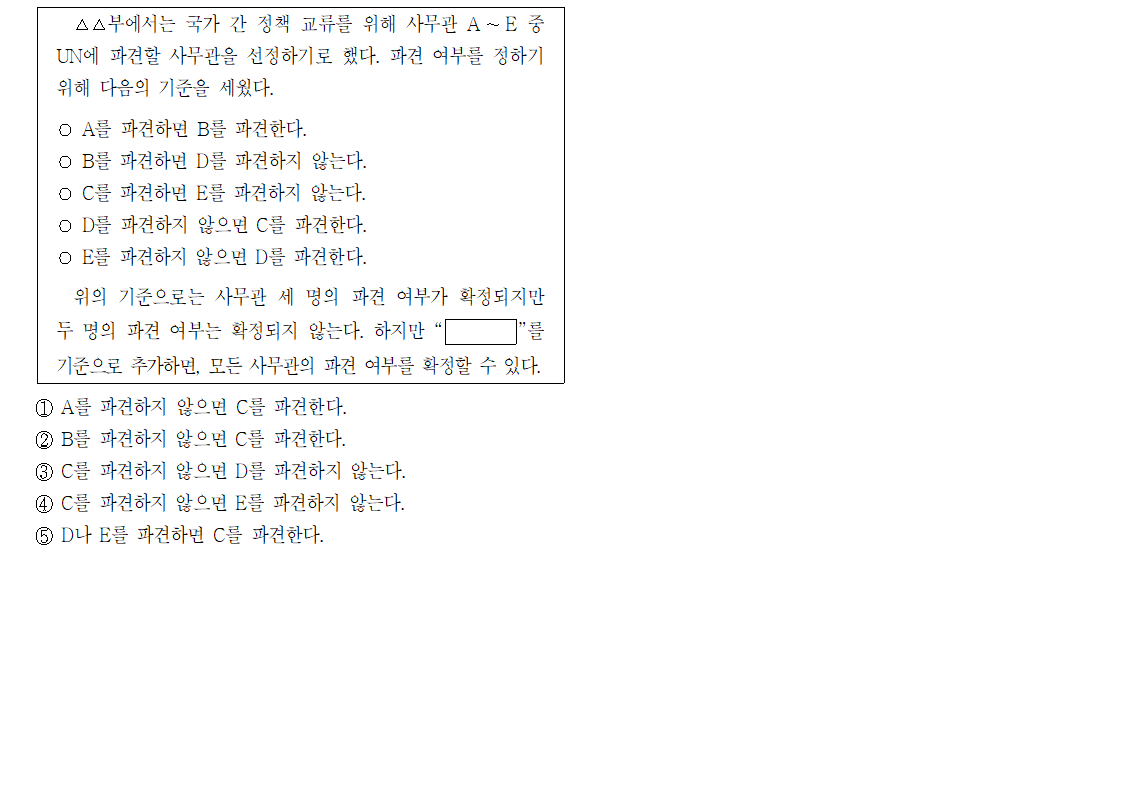 △△부에서는 국가 간 정책 교류를 위해 사무관 A ~ E 중
UN에 파견할 사무관을 선정하기로 했다. 파견 여부를 정하기
위해 다음의 기준을 세웠다.
○ A를 파견하면 B를 파견한다.
○ B를 파견하면 D를 파견하지 않는다.
○ C를 파견하면 E를 파견하지 않는다.
○ D를 파견하지 않으면 C를 파견한다.
○ E를 파견하지 않으면 D를 파견한다.
위의 기준으로는 사무관 세 명의 파견 여부가 확정되지만
두 명의 파견 여부는 확정되지 않는다. 하지만 “ ”를
기준으로 추가하면, 모든 사무관의 파견 여부를 확정할 수 있다.
① A를 파견하지 않으면 C를 파견한다.
② B를 파견하지 않으면 C를 파견한다.
③ C를 파견하지 않으면 D를 파견하지 않는다.
④ C를 파견하지 않으면 E를 파견하지 않는다.
⑤ D나 E를 파견하면 C를 파견한다.